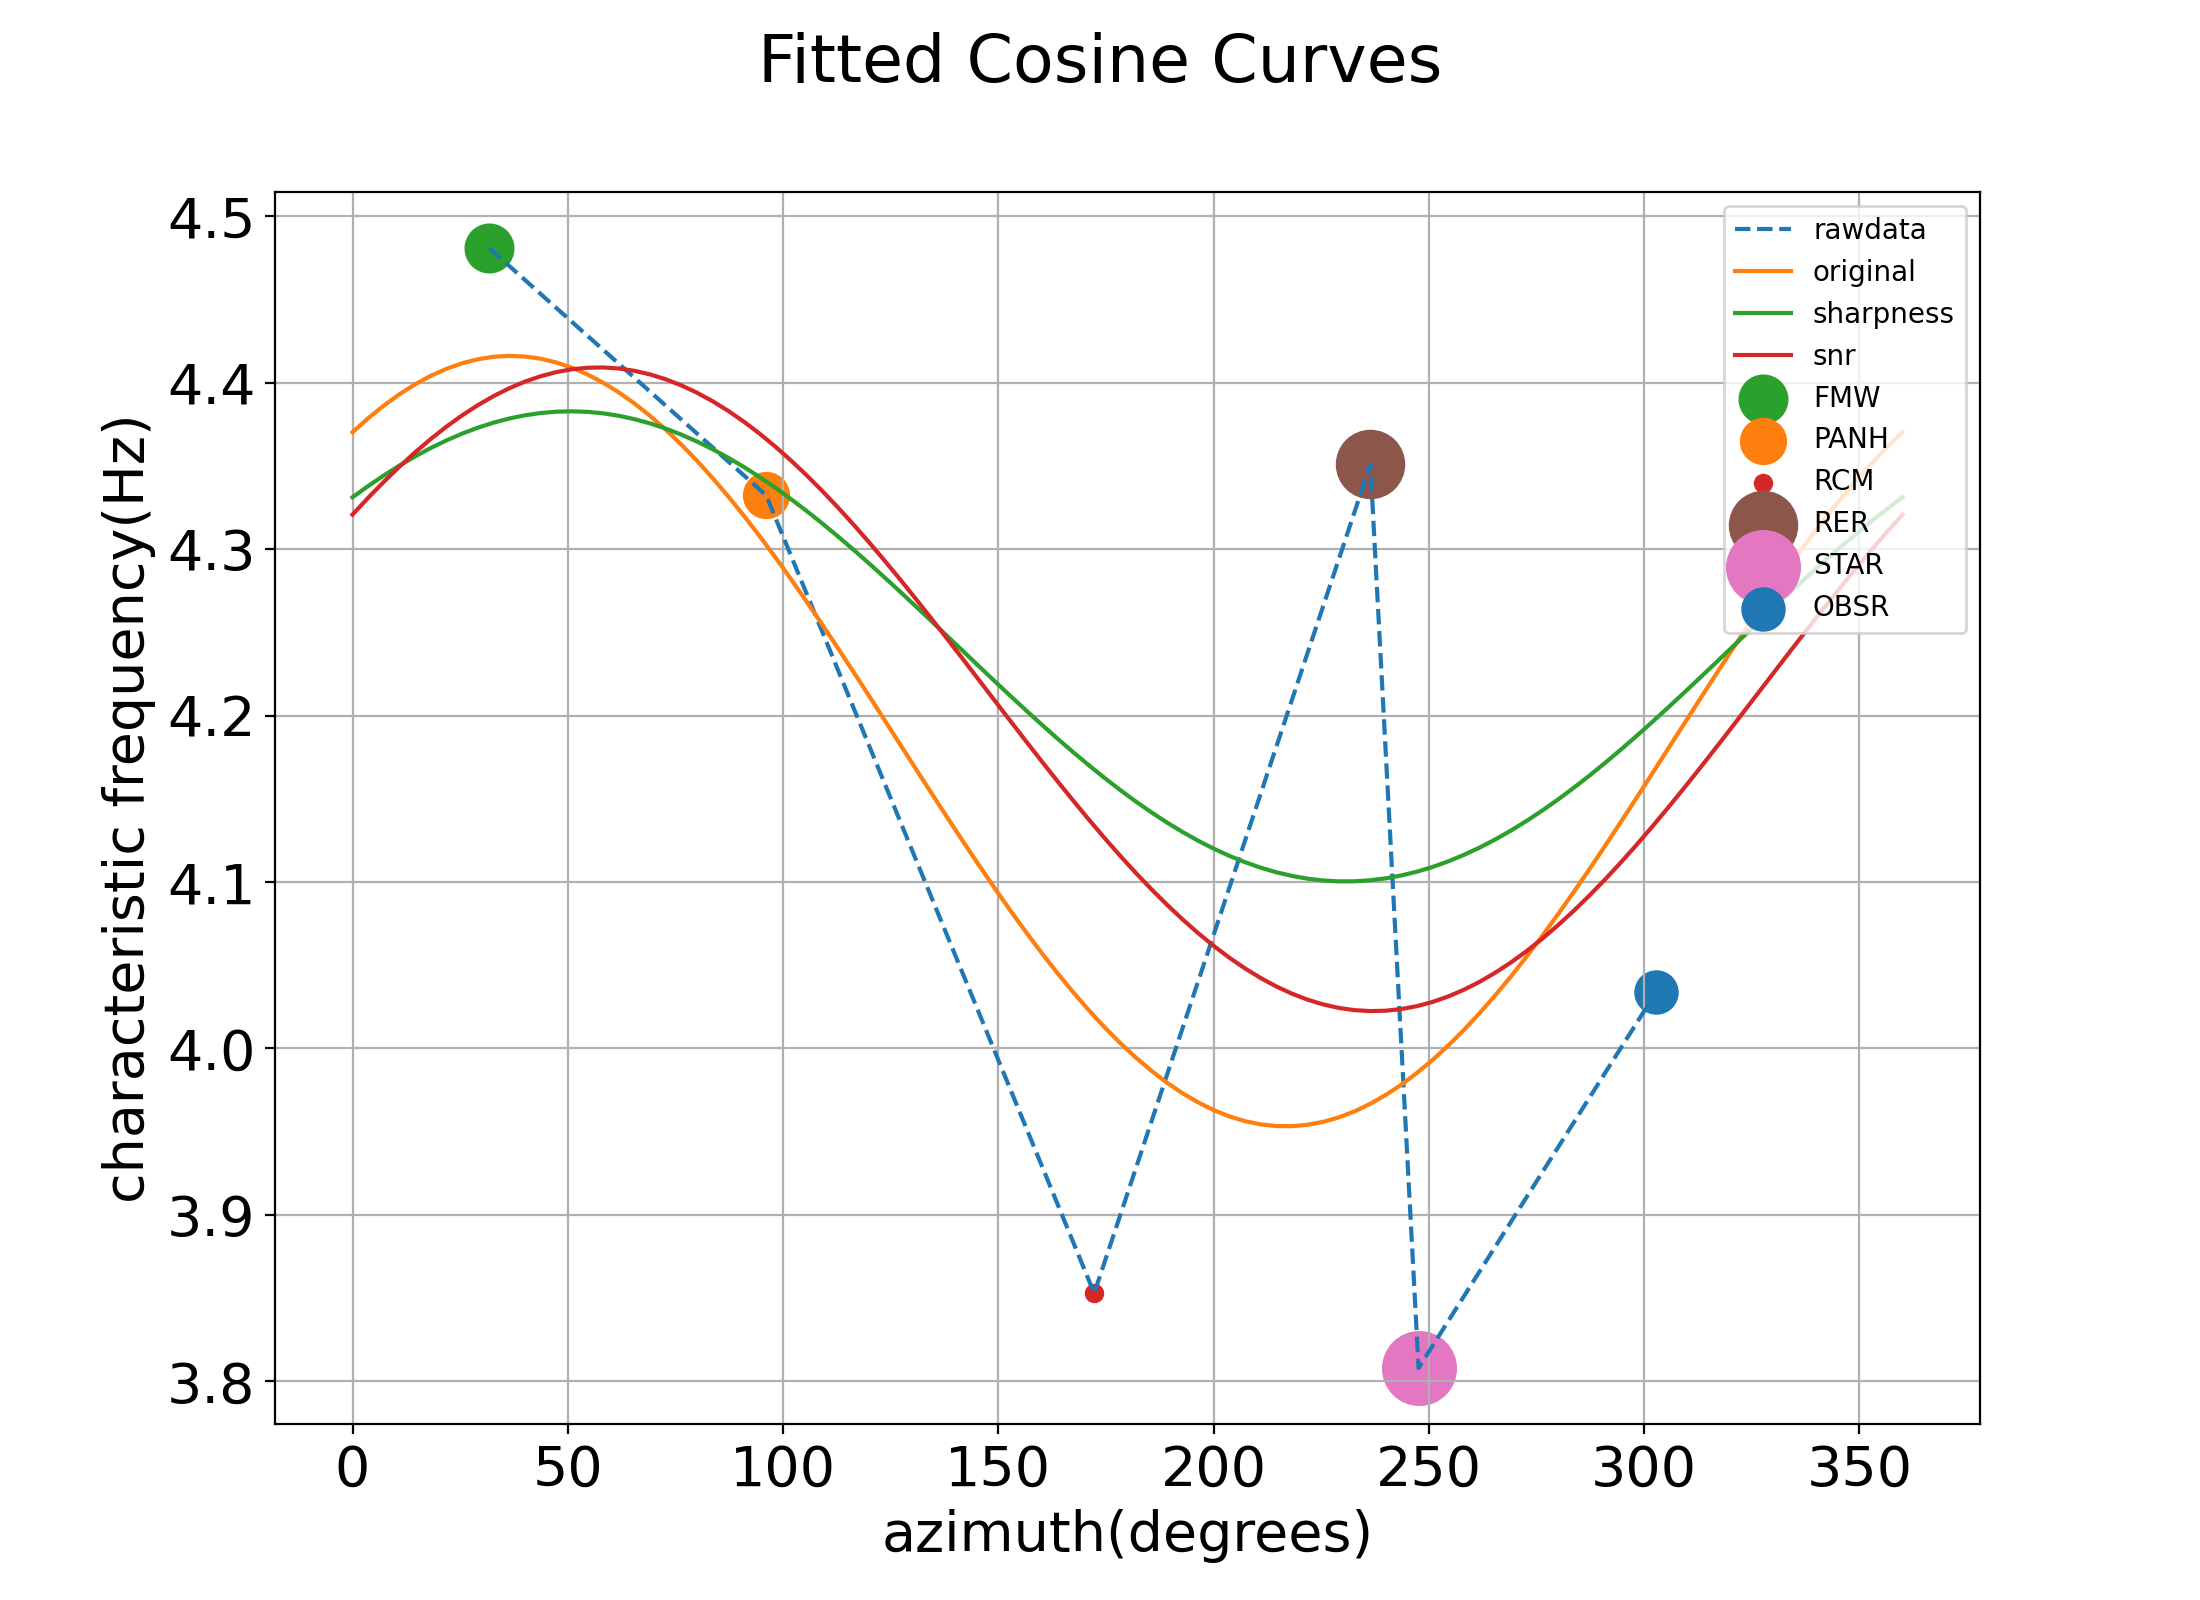 Fitted Cosine Curves
characteristic frequency(Hz)
4.5
4.4
4.3
4.2
4.1
4.0
3.9
3.8
rawdata
original
sharpness
snr
FMW
PANH
RCM
RER
STAR
OBSR
0 50 100 150 200 250 300 350
azimuth(degrees)